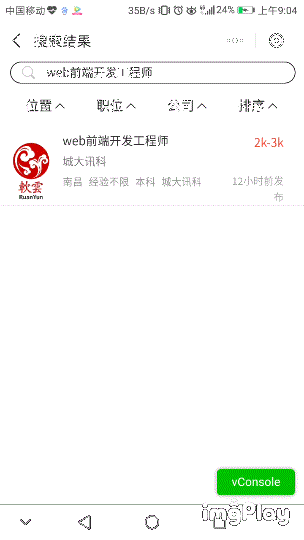 中国移动 35B/s 24% 上午9:04
搜索结果
web前端开发工程师
位置 职位 公司 排序
web前端开发工程师 2k-3k
城大讯科
南昌 经验不限 本科 城大讯科 12小时前发布
軟雲
RuanYun
vConsole
imgPlay